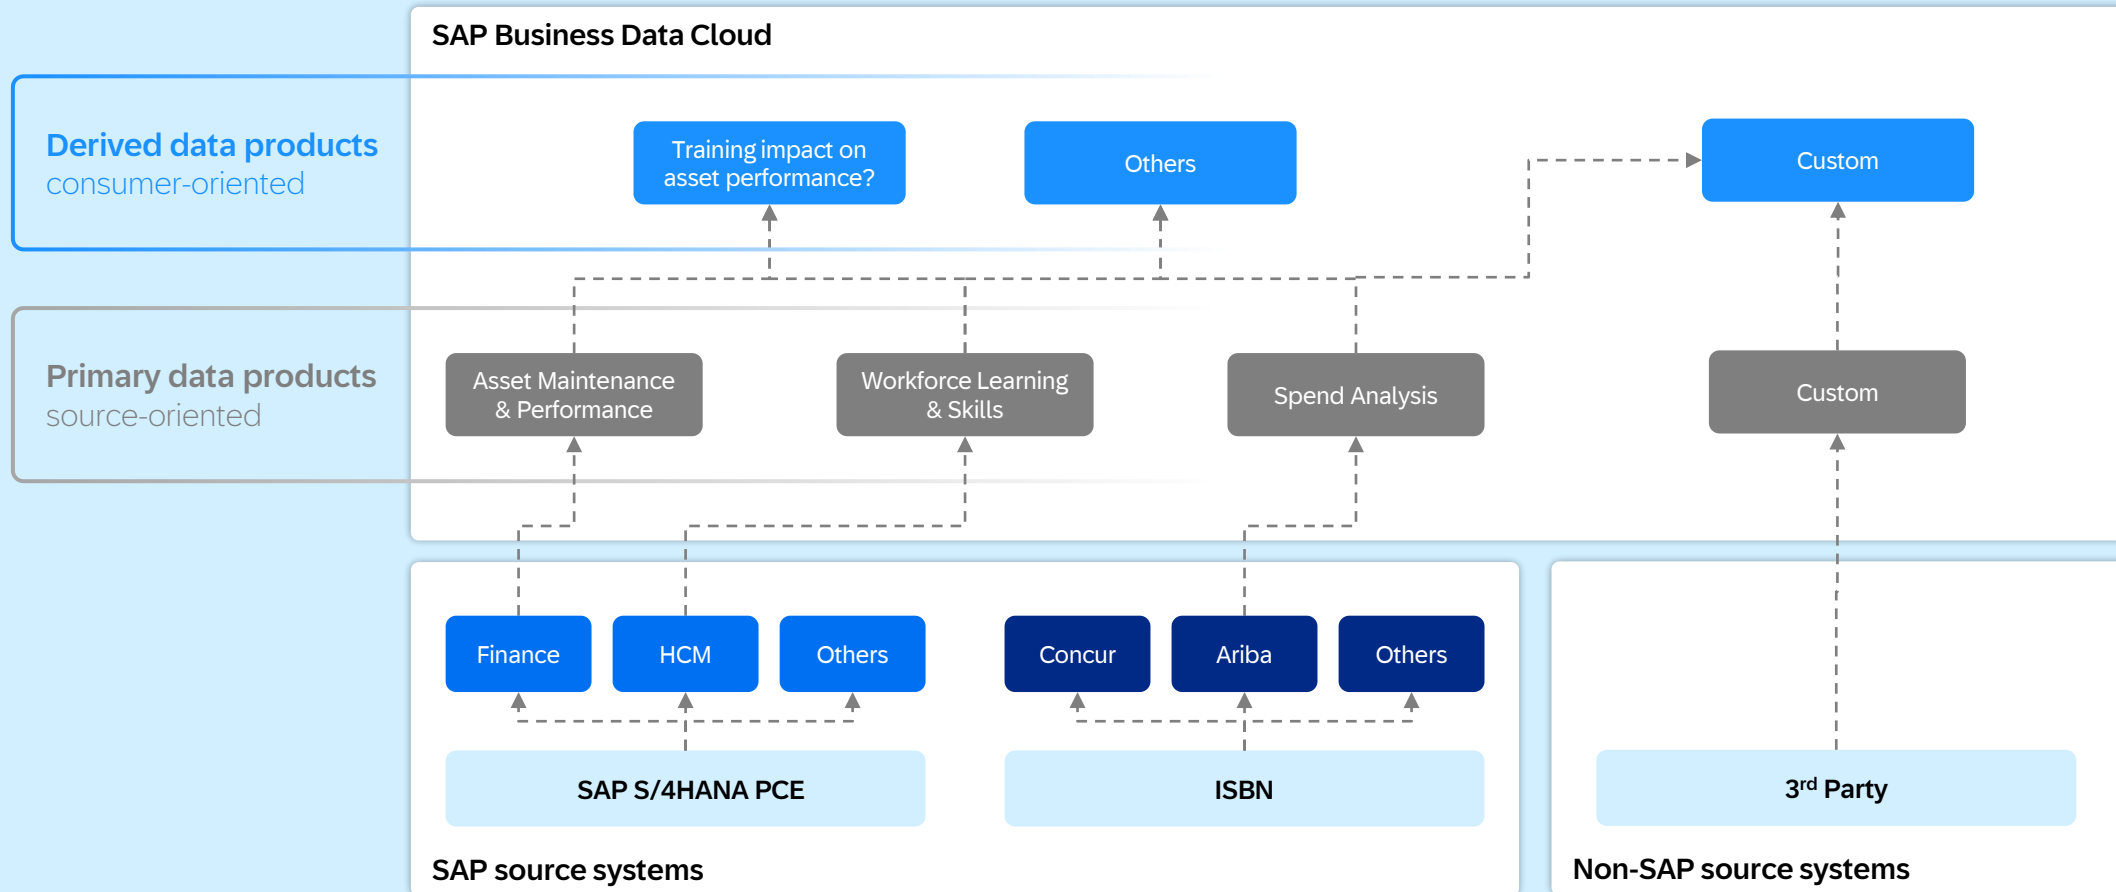 SAP Business Data Cloud
Derived data products
consumer-oriented
Training impact on
asset performance?
Others
Custom
Primary data products
source-oriented
Asset Maintenance
& Performance
Workforce Learning
& Skills
Spend Analysis
Custom
Finance
HCM
Others
Concur
Ariba
Others
SAP S/4HANA PCE
ISBN
3rd Party
SAP source systems
Non-SAP source systems